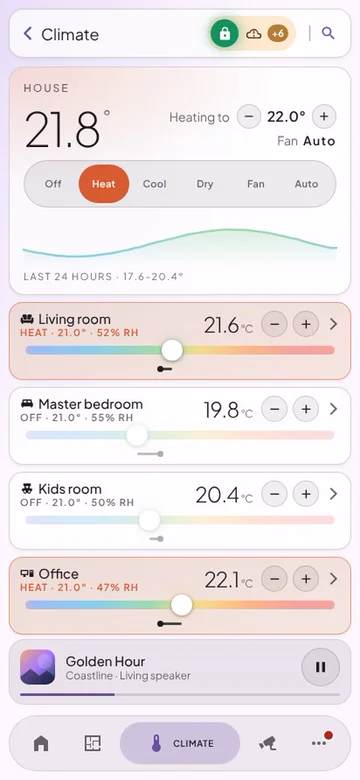 Climate
+6
HOUSE
21.8°
Heating to − 22.0° +
Fan Auto
Off Heat Cool Dry Fan Auto
LAST 24 HOURS · 17.6-20.4°
Living room
HEAT · 21.0° · 52% RH
21.6 °C − +
Master bedroom
OFF · 21.0° · 55% RH
19.8 °C − +
Kids room
OFF · 21.0° · 50% RH
20.4 °C − +
Office
HEAT · 21.0° · 47% RH
22.1 °C − +
Golden Hour
Coastline · Living speaker
CLIMATE